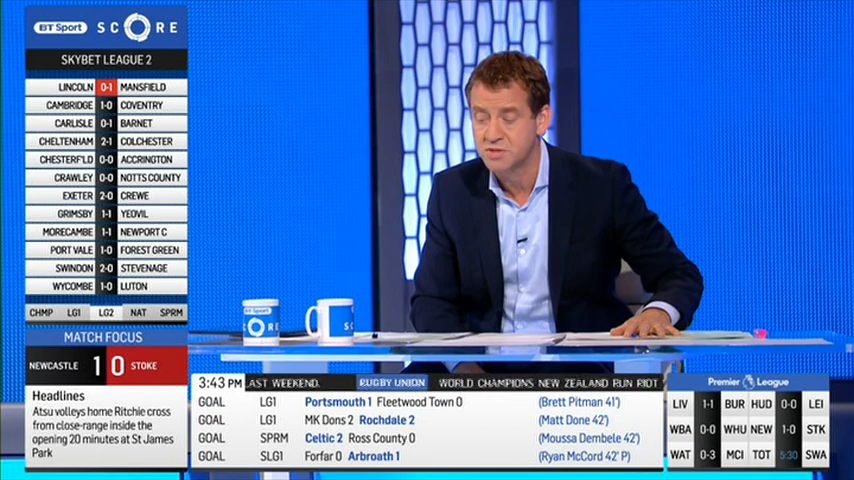 BT Sport SCORE
SKYBET LEAGUE 2
LINCOLN 0-1 MANSFIELD
CAMBRIDGE 1-0 COVENTRY
CARLISLE 0-1 BARNET
CHELTENHAM 2-1 COLCHESTER
CHESTERF'LD 0-0 ACCRINGTON
CRAWLEY 0-0 NOTTS COUNTY
EXETER 2-0 CREWE
GRIMSBY 1-1 YEOVIL
MORECAMBE 1-1 NEWPORT C
PORT VALE 1-0 FOREST GREEN
SWINDON 2-0 STEVENAGE
WYCOMBE 1-0 LUTON
CHMP LG1 LG2 NAT SPRM
MATCH FOCUS
NEWCASTLE 1 0 STOKE
Headlines
Atsu volleys home Ritchie cross
from close-range inside the
opening 20 minutes at St James
Park
BT Sport
SCORE
SC
3:43 PM LAST WEEKEND. RUGBY UNION WORLD CHAMPIONS NEW ZEALAND RUN RIOT
GOAL LG1 Portsmouth 1 Fleetwood Town 0 (Brett Pitman 41')
GOAL LG1 MK Dons 2 Rochdale 2 (Matt Done 42')
GOAL SPRM Celtic 2 Ross County 0 (Moussa Dembele 42')
GOAL SLG1 Forfar 0 Arbroath 1 (Ryan McCord 42' P)
Premier League
LIV 1-1 BUR HUD 0-0 LEI
WBA 0-0 WHU NEW 1-0 STK
WAT 0-3 MCI TOT 5:30 SWA